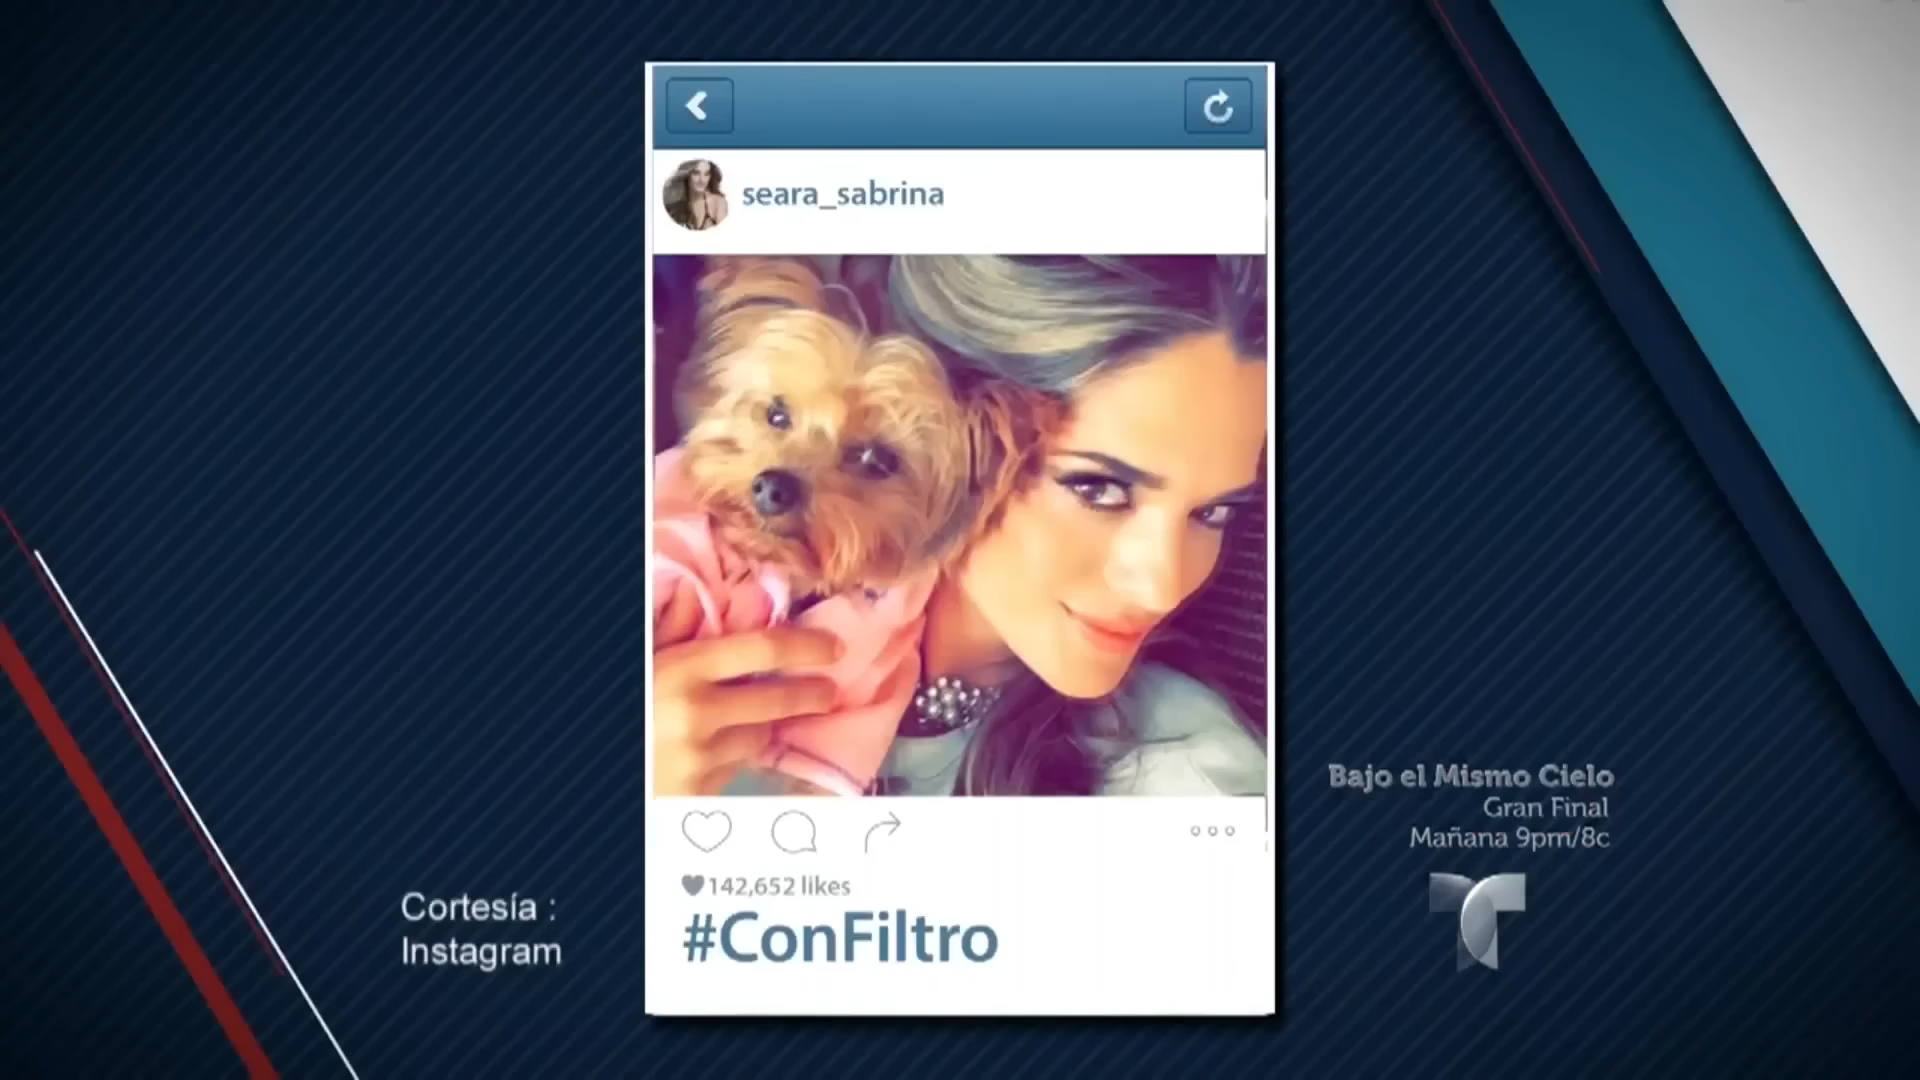 seara_sabrina
142,652 likes
#ConFiltro
Cortesía :
Instagram
Bajo el Mismo Cielo
Gran Final
Mañana 9pm/8c